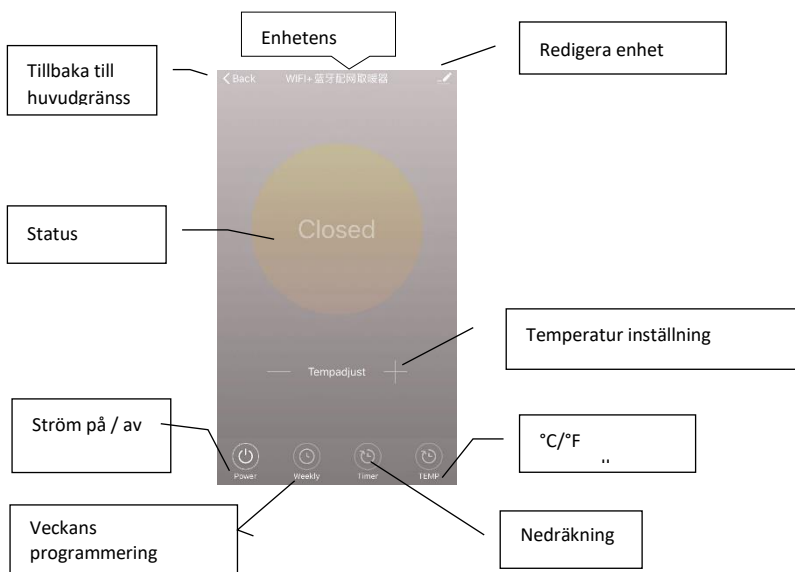 Enhetens
Redigera enhet
Tillbaka till
huvudgränss
Back
WIFI+蓝牙配网取暖器
Status
Closed
Temperatur inställning
Tempadjust
Ström på / av
°C/°F
Power
Weekly
Timer
TEMP
Veckans
programmering
Nedräkning